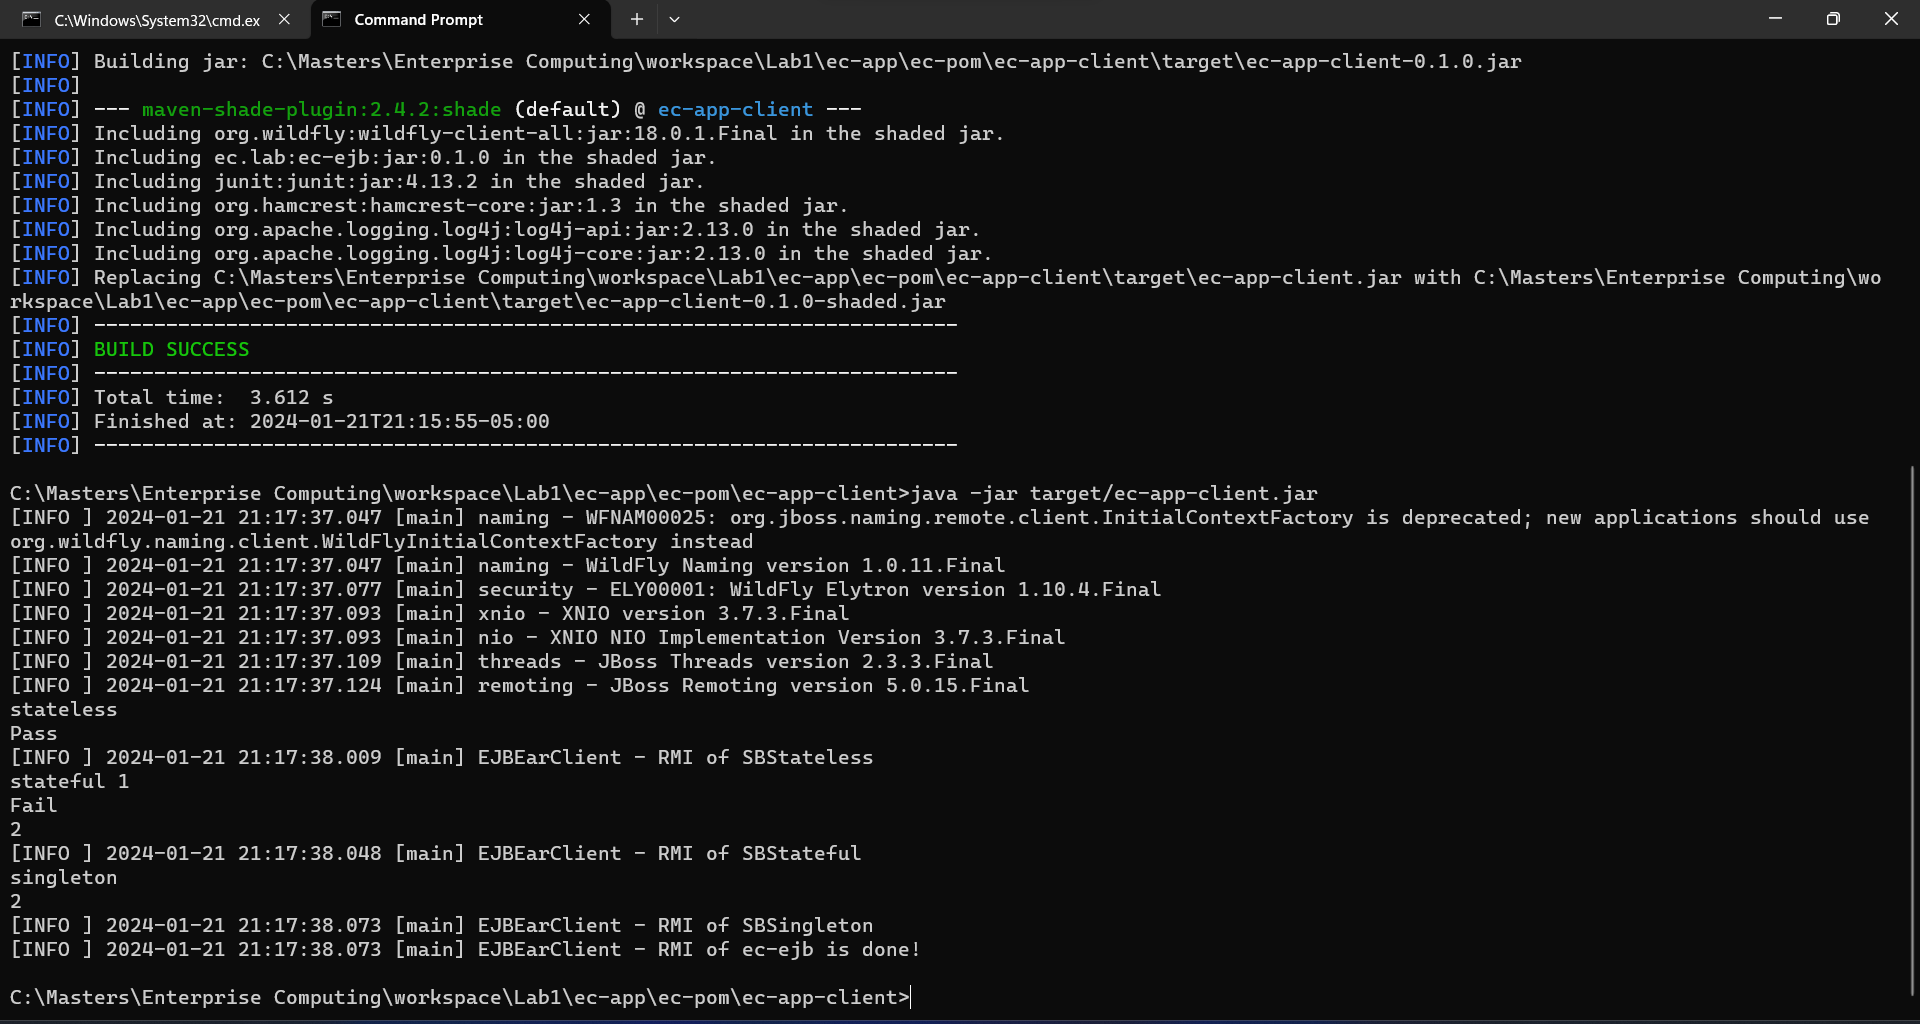 C:\Windows\System32\cmd.ex
Command Prompt
[INFO] Building jar: C:\Masters\Enterprise Computing\workspace\Lab1\ec-app\ec-pom\ec-app-client\target\ec-app-client-0.1.0.jar
[INFO]
[INFO] --- maven-shade-plugin:2.4.2:shade (default) @ ec-app-client ---
[INFO] Including org.wildfly:wildfly-client-all:jar:18.0.1.Final in the shaded jar.
[INFO] Including ec.lab:ec-ejb:jar:0.1.0 in the shaded jar.
[INFO] Including junit:junit:jar:4.13.2 in the shaded jar.
[INFO] Including org.hamcrest:hamcrest-core:jar:1.3 in the shaded jar.
[INFO] Including org.apache.logging.log4j:log4j-api:jar:2.13.0 in the shaded jar.
[INFO] Including org.apache.logging.log4j:log4j-core:jar:2.13.0 in the shaded jar.
[INFO] Replacing C:\Masters\Enterprise Computing\workspace\Lab1\ec-app\ec-pom\ec-app-client\target\ec-app-client.jar with C:\Masters\Enterprise Computing\wo
rkspace\Lab1\ec-app\ec-pom\ec-app-client\target\ec-app-client-0.1.0-shaded.jar
[INFO] ------------------------------------------------------------------------
[INFO] BUILD SUCCESS
[INFO] ------------------------------------------------------------------------
[INFO] Total time:  3.612 s
[INFO] Finished at: 2024-01-21T21:15:55-05:00
[INFO] ------------------------------------------------------------------------
C:\Masters\Enterprise Computing\workspace\Lab1\ec-app\ec-pom\ec-app-client>java -jar target/ec-app-client.jar
[INFO ] 2024-01-21 21:17:37.047 [main] naming - WFNAM00025: org.jboss.naming.remote.client.InitialContextFactory is deprecated; new applications should use
org.wildfly.naming.client.WildFlyInitialContextFactory instead
[INFO ] 2024-01-21 21:17:37.047 [main] naming - WildFly Naming version 1.0.11.Final
[INFO ] 2024-01-21 21:17:37.077 [main] security - ELY00001: WildFly Elytron version 1.10.4.Final
[INFO ] 2024-01-21 21:17:37.093 [main] xnio - XNIO version 3.7.3.Final
[INFO ] 2024-01-21 21:17:37.093 [main] nio - XNIO NIO Implementation Version 3.7.3.Final
[INFO ] 2024-01-21 21:17:37.109 [main] threads - JBoss Threads version 2.3.3.Final
[INFO ] 2024-01-21 21:17:37.124 [main] remoting - JBoss Remoting version 5.0.15.Final
stateless
Pass
[INFO ] 2024-01-21 21:17:38.009 [main] EJBEarClient - RMI of SBStateless
stateful 1
Fail
2
[INFO ] 2024-01-21 21:17:38.048 [main] EJBEarClient - RMI of SBStateful
singleton
2
[INFO ] 2024-01-21 21:17:38.073 [main] EJBEarClient - RMI of SBSingleton
[INFO ] 2024-01-21 21:17:38.073 [main] EJBEarClient - RMI of ec-ejb is done!
C:\Masters\Enterprise Computing\workspace\Lab1\ec-app\ec-pom\ec-app-client>